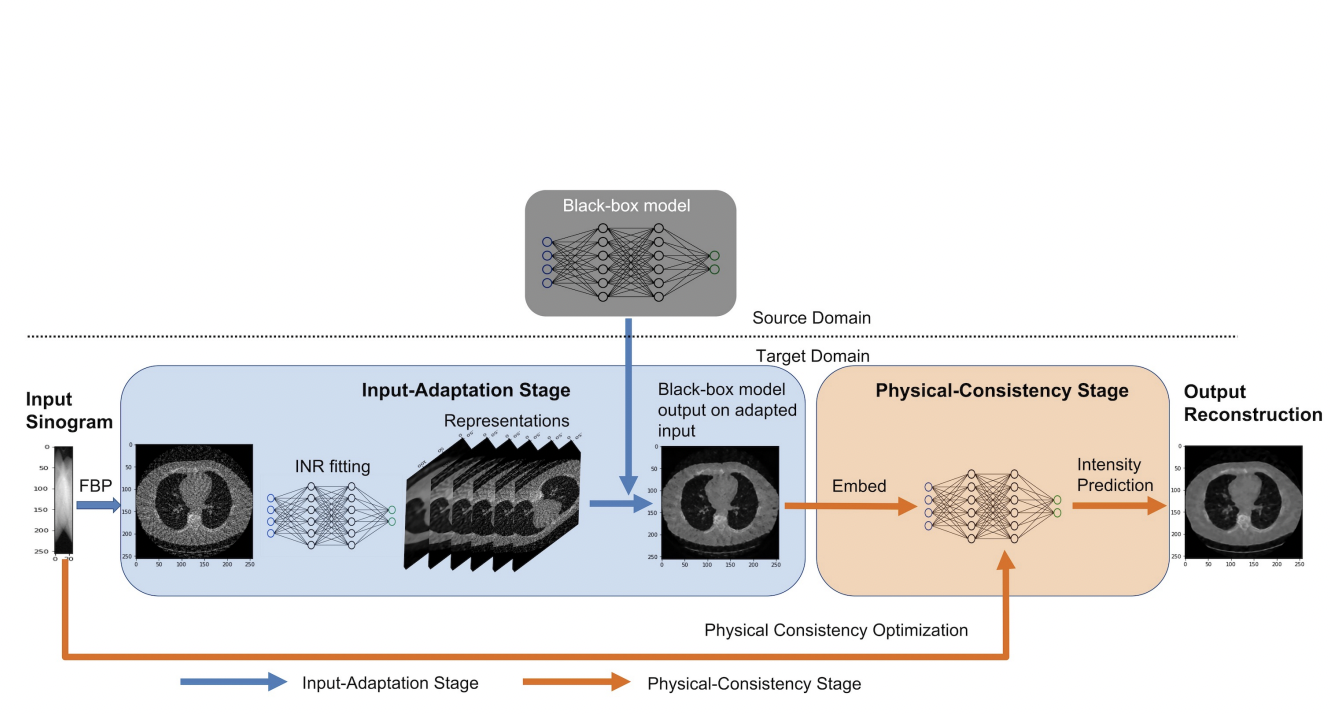 Black-box model
Source Domain
Target Domain
Input-Adaptation Stage
Physical-Consistency Stage
Input
Sinogram
Representations
Black-box model
output on adapted
input
Output
Reconstruction
INR fitting
FBP
Embed
Intensity
Prediction
0
50
100
150
200
250
0 20
0
50
100
150
200
250
0 50 100 150 200 250
0
50
100
150
200
250
0 50 100 150 200 250
0
50
100
150
200
250
0 50 100 150 200 250
Physical Consistency Optimization
Input-Adaptation Stage
Physical-Consistency Stage